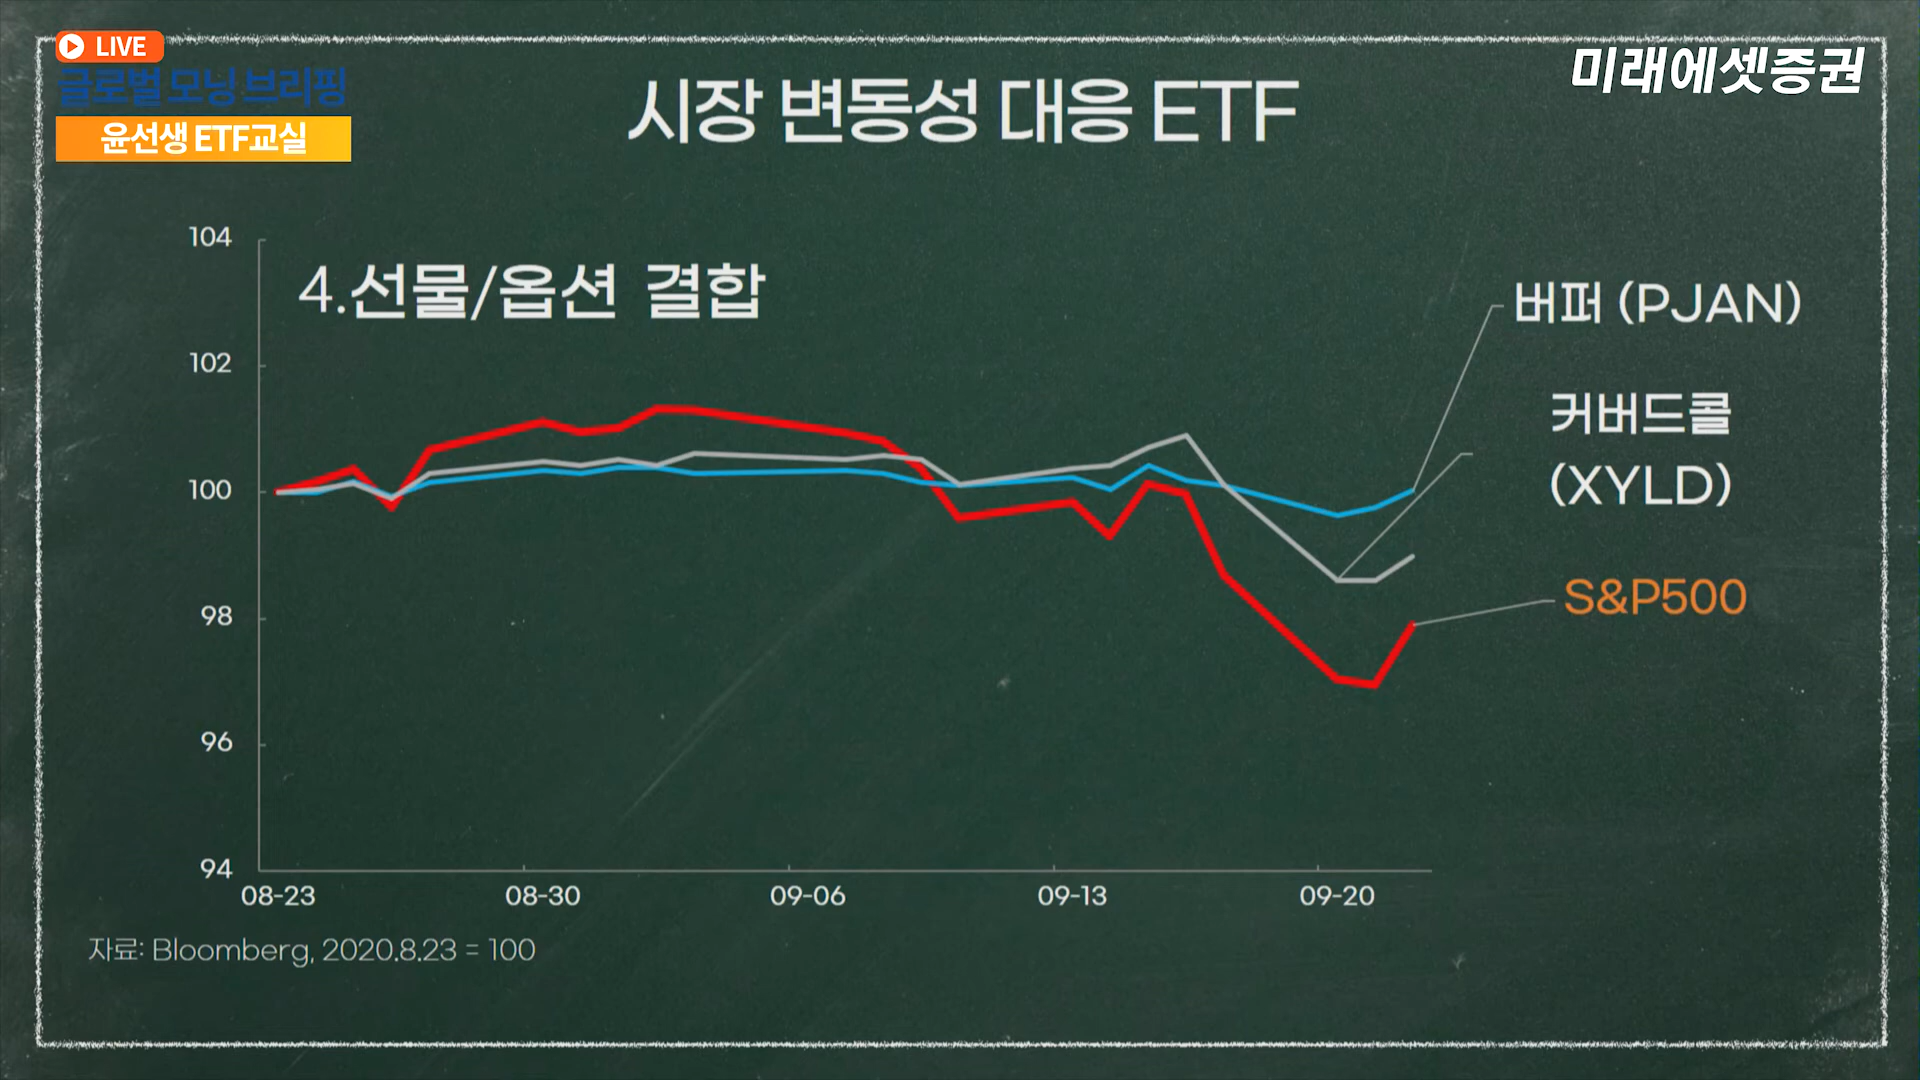 LIVE
글로벌 모닝 브리핑
윤선생 ETF교실
미래에셋증권
시장 변동성 대응 ETF
4.선물/옵션 결합
104
102
100
98
96
94
08-23
08-30
09-06
09-13
09-20
버퍼 (PJAN)
커버드콜
(XYLD)
S&P500
자료: Bloomberg, 2020.8.23 = 100